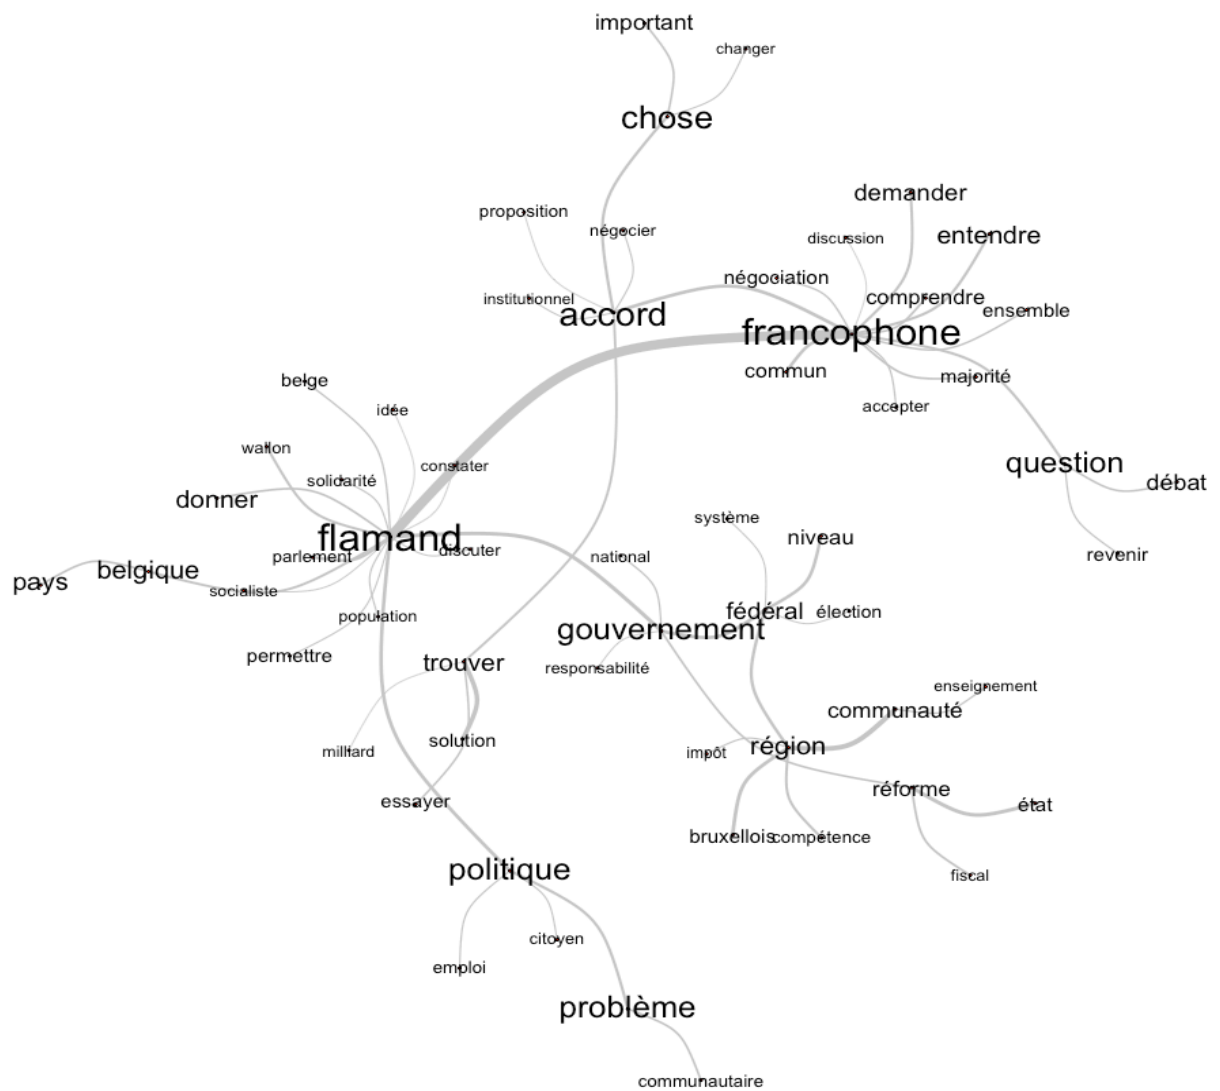 important
changer
chose
demander
proposition
négocier
discussion
entendre
négociation
institutionnel
comprendre
ensemble
accord
francophone
commun
majorité
belge
accepter
idée
wallon
constater
question
solidarité
débat
donner
système
niveau
flamand
discuter
parlement
national
revenir
belgique
pays
socialiste
fédéral
élection
population
gouvernement
permettre
trouver
responsabilité
enseignement
communauté
solution
région
milliard
impôt
réforme
essayer
état
bruxellois
compétence
politique
fiscal
citoyen
emploi
problème
communautaire